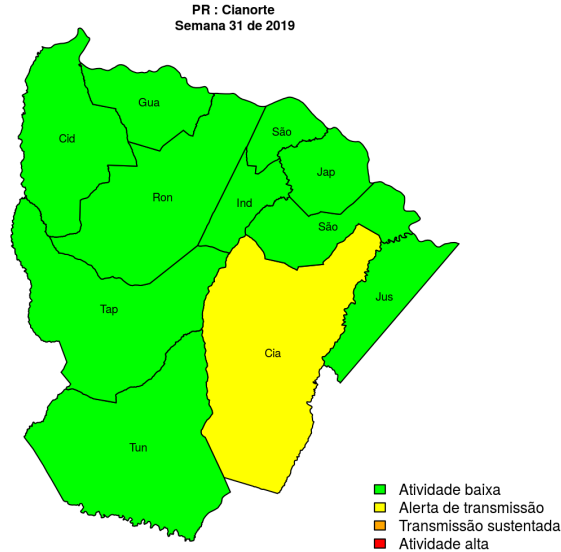 PR : Cianorte
Semana 31 de 2019
Gua
São
Cid
Jap
Ron
Ind
São
Jus
Tap
Cia
Tun
Atividade baixa
Alerta de transmissão
Transmissão sustentada
Atividade alta